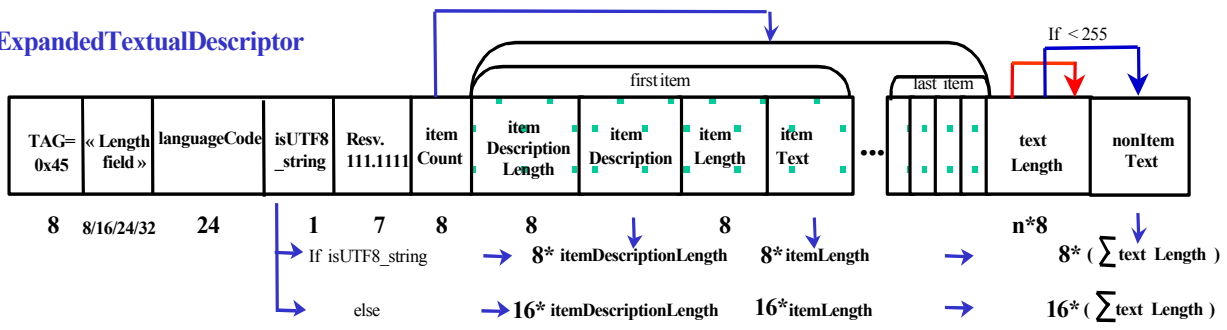 ExpandedTextualDescriptor
If < 255
first item
last item
TAG=
0x45
« Length
field »
languageCode
isUTF8
_string
Resv.
111.1111
item
Count
item
Description
Length
item
Description
item
Length
item
Text
...
text
Length
nonItem
Text
8 8/16/24/32 24 1 7 8 8 8 n*8
If isUTF8_string 8* itemDescriptionLength 8* itemLength 8* ( ∑ text Length )
else 16* itemDescriptionLength 16* itemLength 16* ( ∑ text Length )